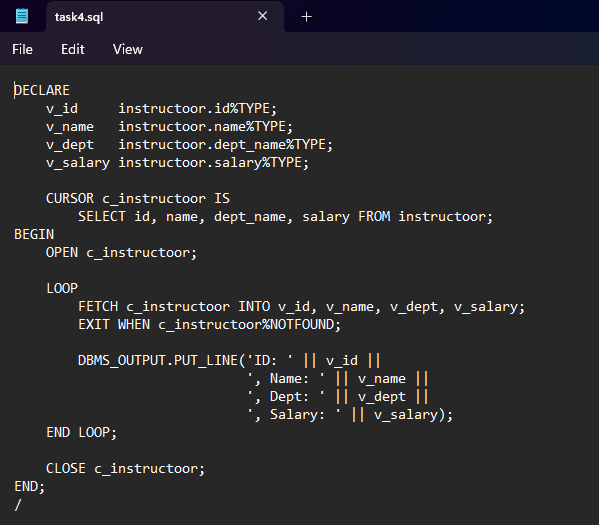 task4.sql
File Edit View
DECLARE
    v_id     instructoor.id%TYPE;
    v_name   instructoor.name%TYPE;
    v_dept   instructoor.dept_name%TYPE;
    v_salary instructoor.salary%TYPE;

    CURSOR c_instructoor IS
        SELECT id, name, dept_name, salary FROM instructoor;
BEGIN
    OPEN c_instructoor;

    LOOP
        FETCH c_instructoor INTO v_id, v_name, v_dept, v_salary;
        EXIT WHEN c_instructoor%NOTFOUND;

        DBMS_OUTPUT.PUT_LINE('ID: ' || v_id ||
                             ', Name: ' || v_name ||
                             ', Dept: ' || v_dept ||
                             ', Salary: ' || v_salary);
    END LOOP;

    CLOSE c_instructoor;
END;
/